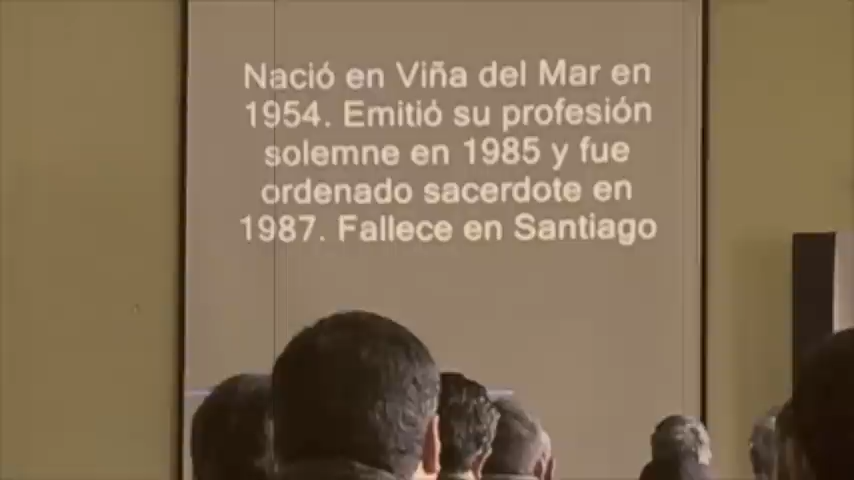 Nació en Viña del Mar en
1954. Emitió su profesión
solemne en 1985 y fue
ordenado sacerdote en
1987. Fallece en Santiago